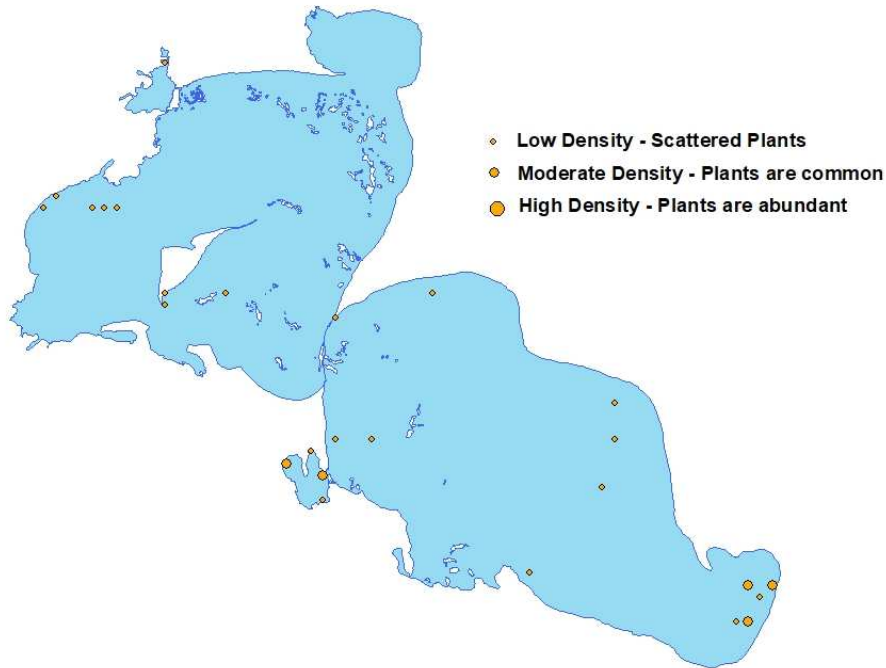 Low Density - Scattered Plants
Moderate Density - Plants are common
High Density - Plants are abundant